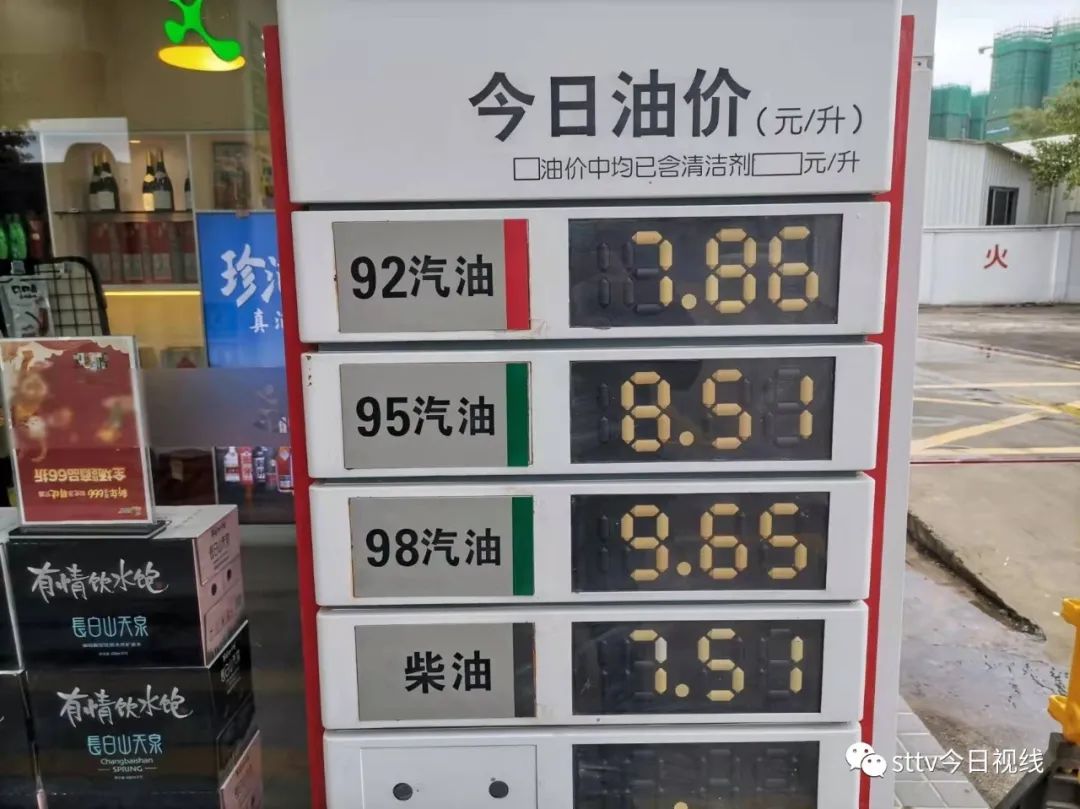 今日油价(元/升)
□油价中均已含清洁剂□元/升
92汽油 7.86
95汽油 8.51
98汽油 9.65
柴油 7.51
火
有情饮水饱
長白山天泉
有情饮水饱
長白山天泉
Changbaishan
SPRING
sttv今日视线